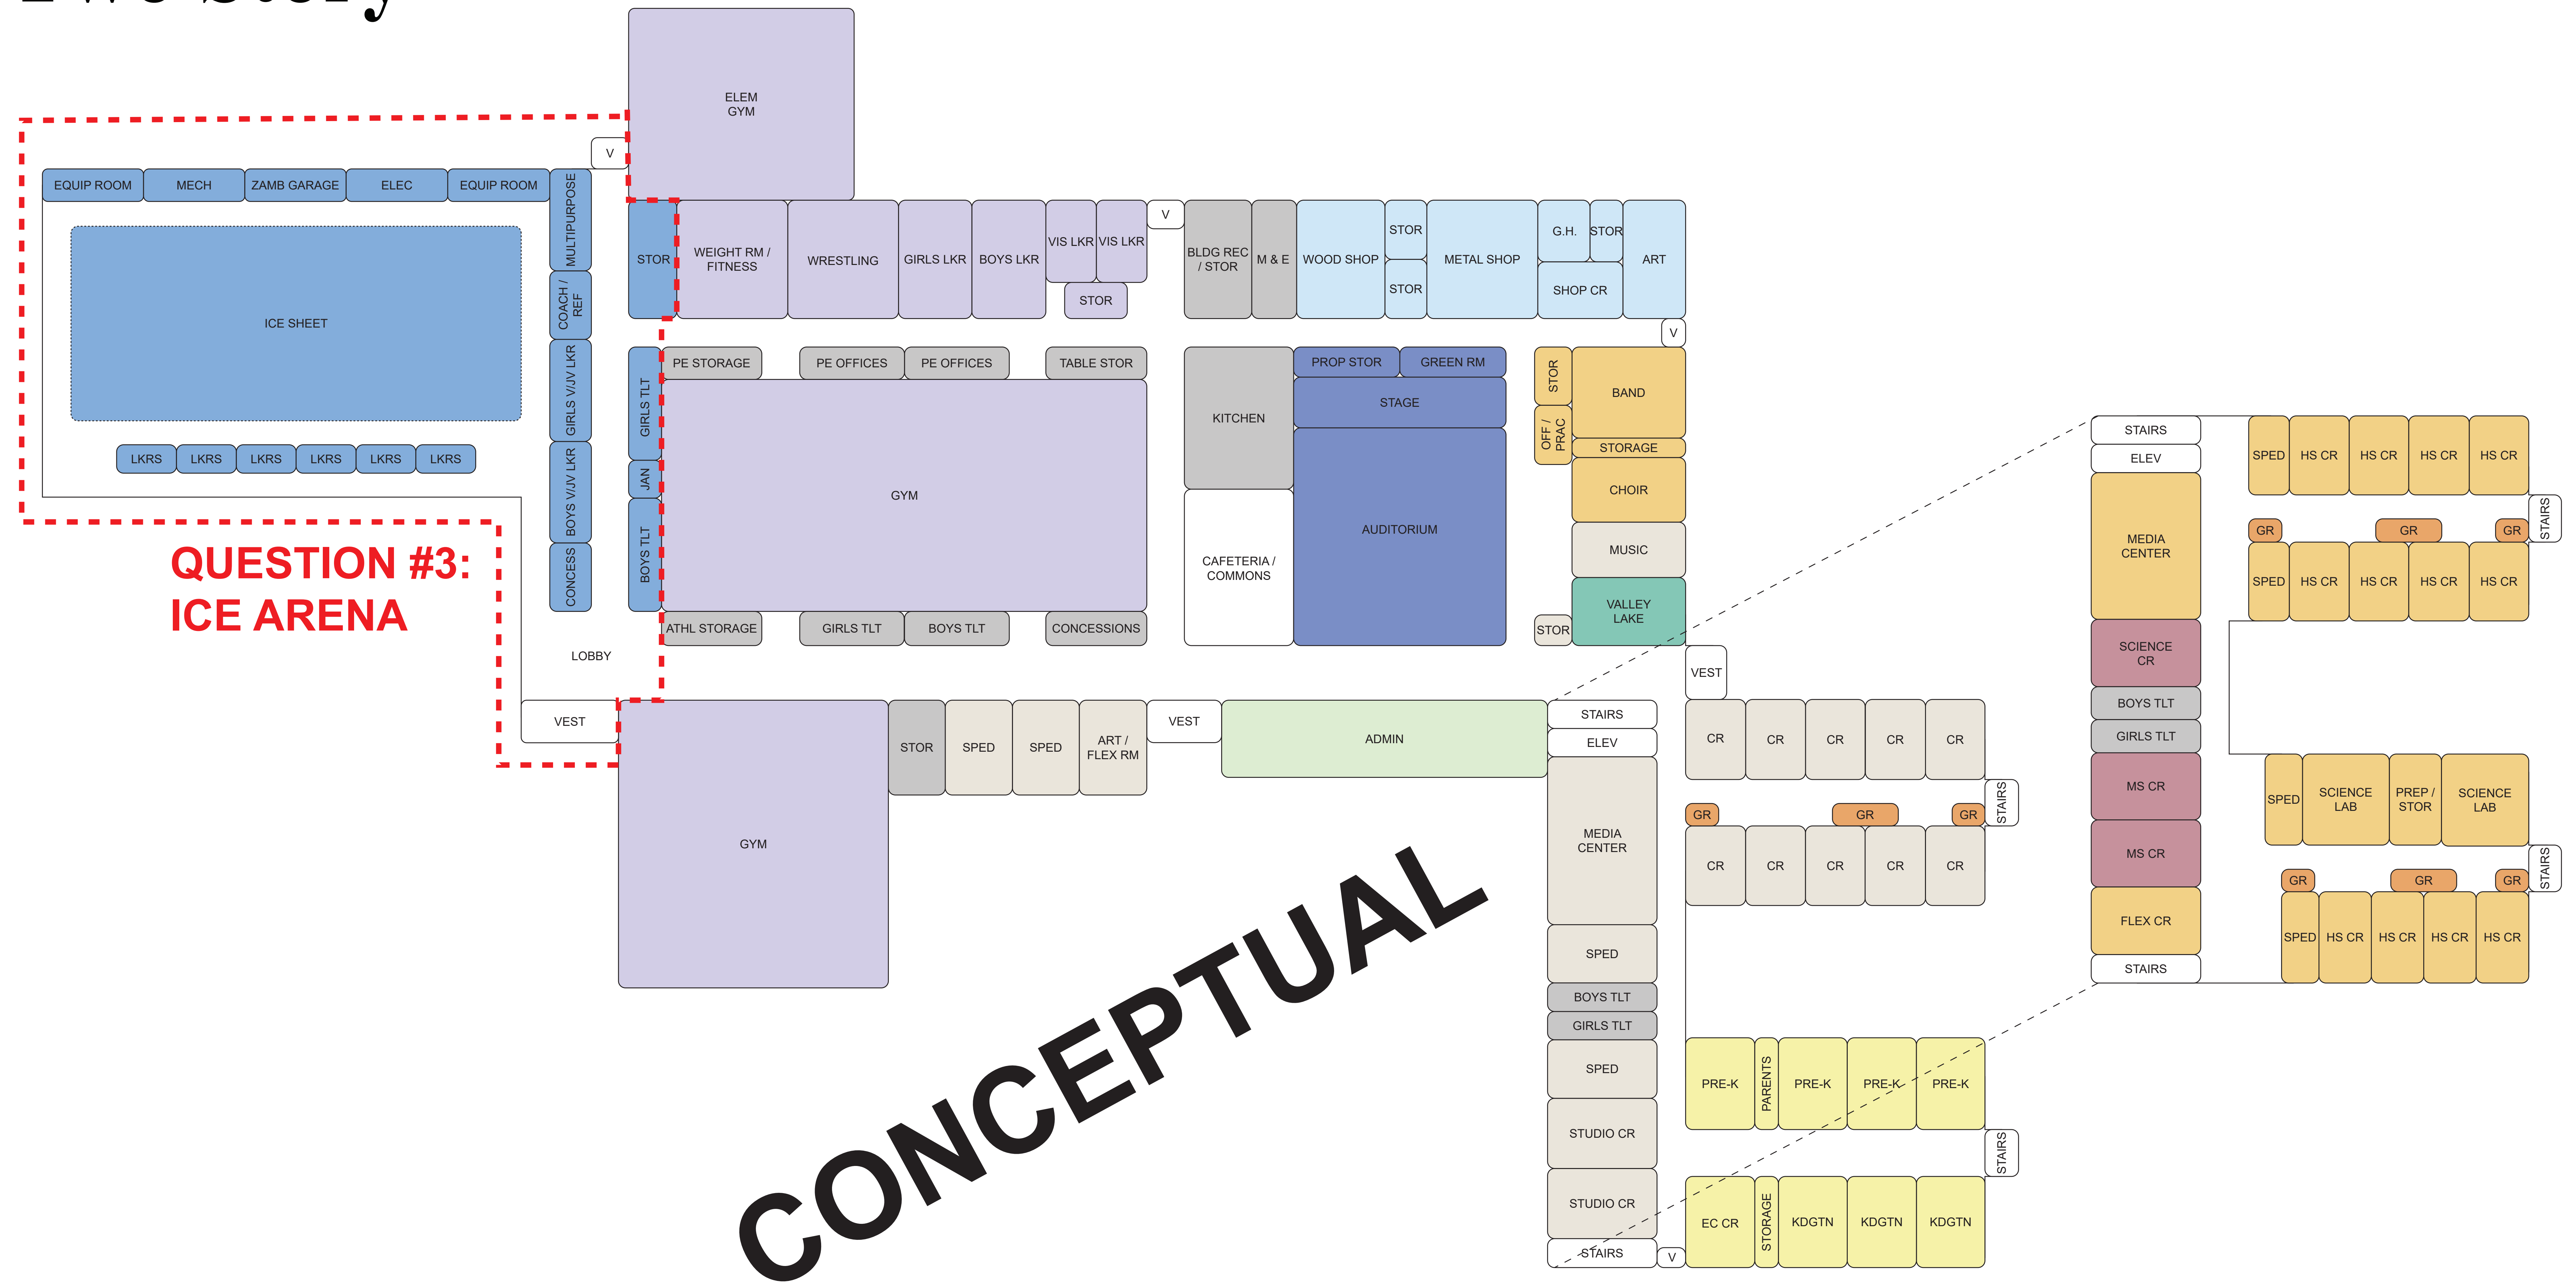 Two Story
ELEM
GYM
V
EQUIP ROOM
MECH
ZAMB GARAGE
ELEC
EQUIP ROOM
MULTIPURPOSE
COACH /
REF
GIRLS V/JV LKR
BOYS V/JV LKR
CONCESS
ICE SHEET
LKRS
LKRS
LKRS
LKRS
LKRS
LKRS
QUESTION #3:
ICE ARENA
LOBBY
VEST
STOR
WEIGHT RM /
FITNESS
WRESTLING
GIRLS LKR
BOYS LKR
VIS LKR
VIS LKR
STOR
V
BLDG REC
/ STOR
M & E
WOOD SHOP
STOR
STOR
METAL SHOP
G.H.
STOR
SHOP CR
ART
V
GIRLS TLT
JAN
BOYS TLT
PE STORAGE
PE OFFICES
PE OFFICES
TABLE STOR
GYM
ATHL STORAGE
GIRLS TLT
BOYS TLT
CONCESSIONS
KITCHEN
CAFETERIA /
COMMONS
PROP STOR
GREEN RM
STAGE
AUDITORIUM
STOR
OFF /
PRAC
BAND
STORAGE
CHOIR
MUSIC
VALLEY
LAKE
STOR
VEST
GYM
STOR
SPED
SPED
ART /
FLEX RM
VEST
ADMIN
STAIRS
ELEV
MEDIA
CENTER
SPED
BOYS TLT
GIRLS TLT
SPED
STUDIO CR
STUDIO CR
STAIRS
V
CR
CR
CR
CR
CR
STAIRS
GR
GR
GR
CR
CR
CR
CR
CR
PRE-K
PARENTS
PRE-K
PRE-K
PRE-K
STAIRS
EC CR
STORAGE
KDGTN
KDGTN
KDGTN
CONCEPTUAL
STAIRS
ELEV
MEDIA
CENTER
SCIENCE
CR
BOYS TLT
GIRLS TLT
MS CR
MS CR
FLEX CR
STAIRS
SPED
HS CR
HS CR
HS CR
HS CR
STAIRS
GR
GR
GR
SPED
HS CR
HS CR
HS CR
HS CR
SPED
SCIENCE
LAB
PREP /
STOR
SCIENCE
LAB
STAIRS
GR
GR
GR
SPED
HS CR
HS CR
HS CR
HS CR